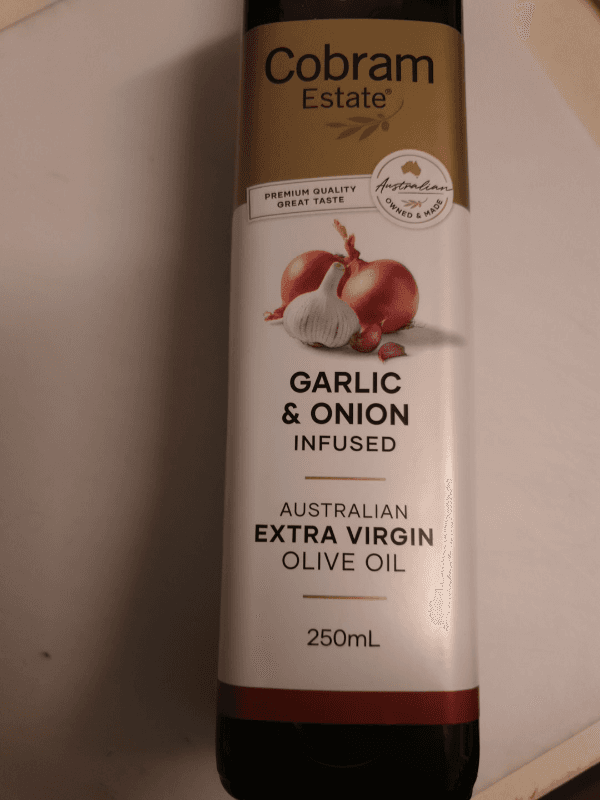 Cobram
Estate®
PREMIUM QUALITY
GREAT TASTE
Australian
OWNED & MADE
GARLIC
& ONION
INFUSED
AUSTRALIAN
EXTRA VIRGIN
OLIVE OIL
250mL